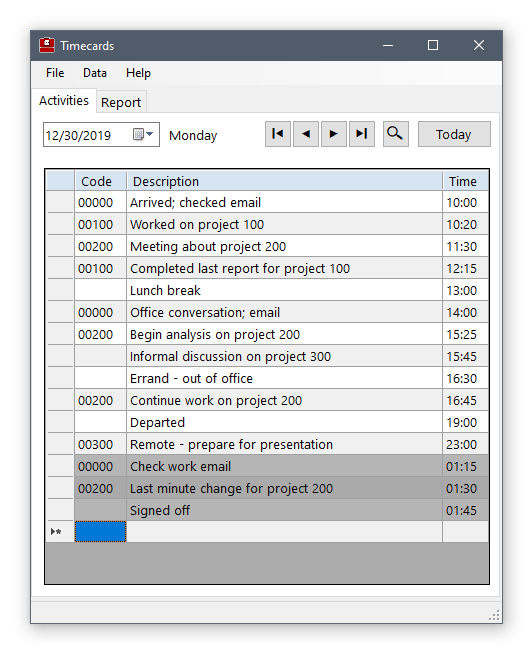 Timecards
File Data Help
Activities Report
12/30/2019 Monday Today
Code Description Time
00000 Arrived; checked email 10:00
00100 Worked on project 100 10:20
00200 Meeting about project 200 11:30
00100 Completed last report for project 100 12:15
Lunch break 13:00
00000 Office conversation; email 14:00
00200 Begin analysis on project 200 15:25
Informal discussion on project 300 15:45
Errand - out of office 16:30
00200 Continue work on project 200 16:45
Departed 19:00
00300 Remote - prepare for presentation 23:00
00000 Check work email 01:15
00200 Last minute change for project 200 01:30
Signed off 01:45